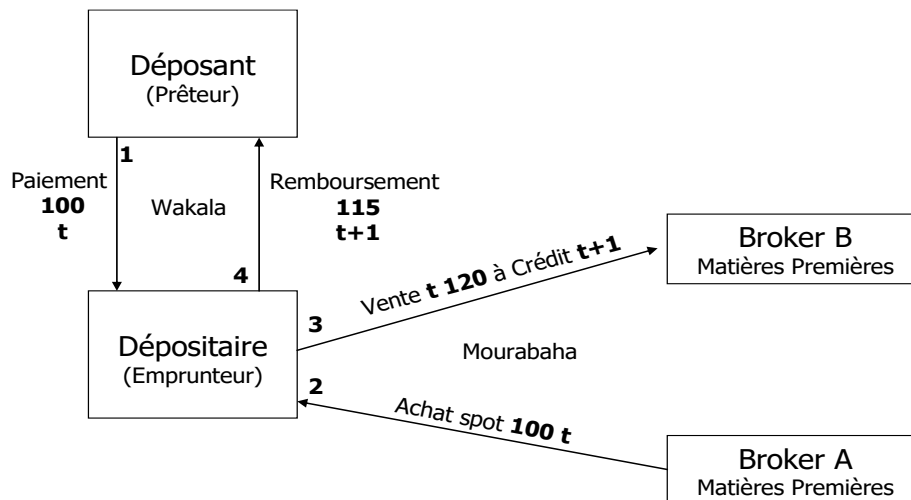 Déposant
(Prêteur)
1
Paiement
100
t
Wakala
Remboursement
115
t+1
4
Broker B
Matières Premières
Vente t 120 à Crédit t+1
3
Dépositaire
(Emprunteur)
Mourabaha
2
Achat spot 100 t
Broker A
Matières Premières